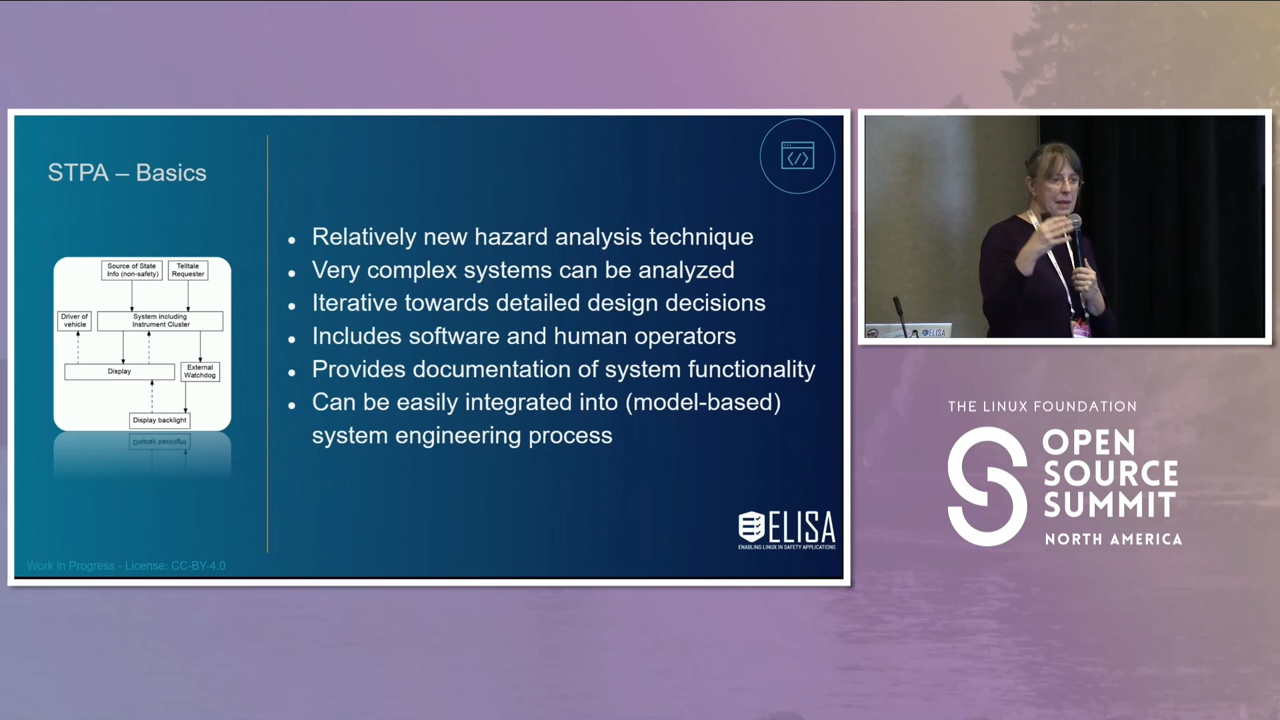 STPA – Basics
Source of State
Info (non-safety)
Telltale
Requester
Driver of
vehicle
System including
Instrument Cluster
Display
External
Watchdog
Display backlight
Display backlight
• Relatively new hazard analysis technique
• Very complex systems can be analyzed
• Iterative towards detailed design decisions
• Includes software and human operators
• Provides documentation of system functionality
• Can be easily integrated into (model-based)
system engineering process
ELISA
ENABLING LINUX IN SAFETY APPLICATIONS
Work in Progress - License: CC-BY-4.0
ELISA
THE LINUX FOUNDATION
OPEN
SOURCE
SUMMIT
NORTH AMERICA